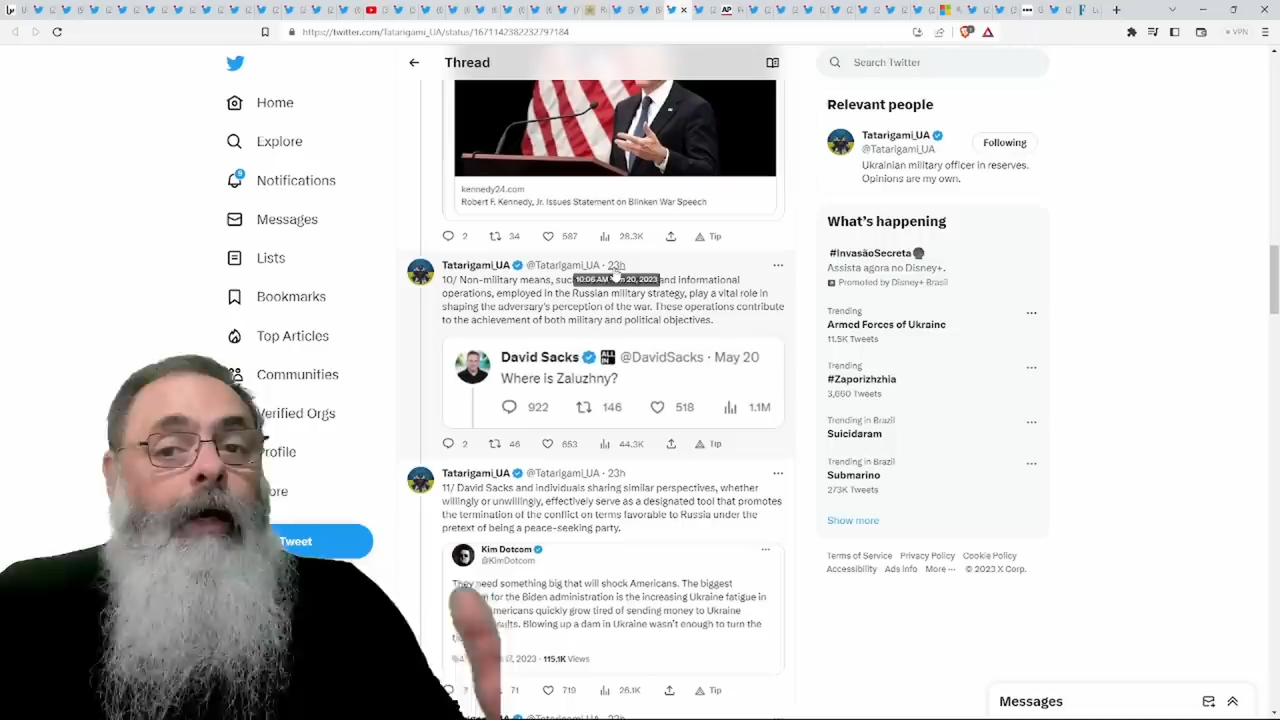 https://twitter.com/Tatarigami_UA/status/1671142382232797184
VPN
Home
Explore
9
Notifications
Messages
Lists
Bookmarks
Top Articles
Communities
Verified Orgs
Tweet
Thread
kennedy24.com
Robert F. Kennedy, Jr. Issues Statement on Blinken War Speech
2 34 587 28.3K Tip
Tatarigami_UA @Tatarigami_UA · 23h
10/ Non-military means, and informational
operations, employed in the Russian military strategy, play a vital role in
shaping the adversary's perception of the war. These operations contribute
to the achievement of both military and political objectives.
David Sacks @DavidSacks · May 20
Where is Zaluzhny?
922 146 518 1.1M
2 46 653 44.3K Tip
Tatarigami_UA @Tatarigami_UA · 23h
11/ David Sacks and individuals sharing similar perspectives, whether
willingly or unwillingly, effectively serve as a designated tool that promotes
the termination of the conflict on terms favorable to Russia under the
pretext of being a peace-seeking party.
Kim Dotcom
@KimDotcom
They need something big that will shock Americans. The biggest
for the Biden administration is the increasing Ukraine fatigue in
mericans quickly grow tired of sending money to Ukraine
Blowing up a dam in Ukraine wasn't enough to turn the
, 2023 · 115.1K Views
71 719 26.1K Tip
Search Twitter
Relevant people
Tatarigami_UA
@Tatarigami_UA
Following
Ukrainian military officer in reserves.
Opinions are my own.
What's happening
#InvasãoSecreta
Assista agora no Disney+.
Promoted by Disney+ Brasil
Trending
Armed Forces of Ukraine
11.5K Tweets
Trending
#Zaporizhzhia
3,660 Tweets
Trending in Brazil
Suicidaram
Trending in Brazil
Submarino
273K Tweets
Show more
Terms of Service Privacy Policy Cookie Policy
Accessibility Ads Info More ··· © 2023 X Corp.
Messages